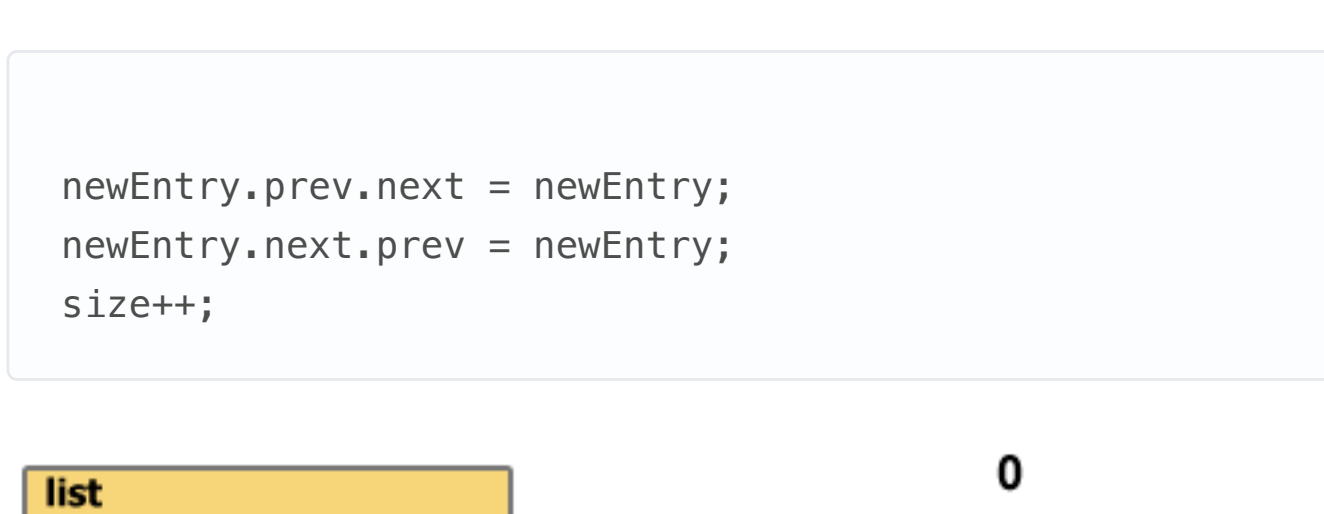 newEntry.prev.next = newEntry;
newEntry.next.prev = newEntry;
size++;
0
list